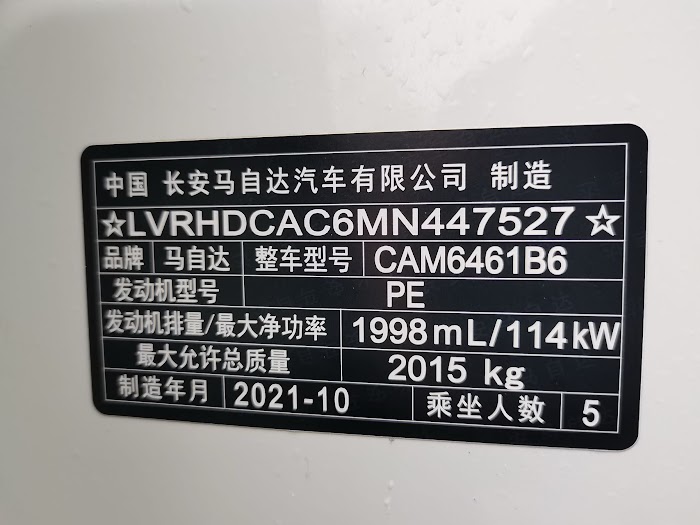 中国 长安马自达汽车有限公司 制造
☆LVRHDCAC6MN447527☆
品牌 马自达 整车型号 CAM6461B6
发动机型号 PE
发动机排量/最大净功率 1998mL/114kW
最大允许总质量 2015 kg
制造年月 2021-10 乘坐人数 5